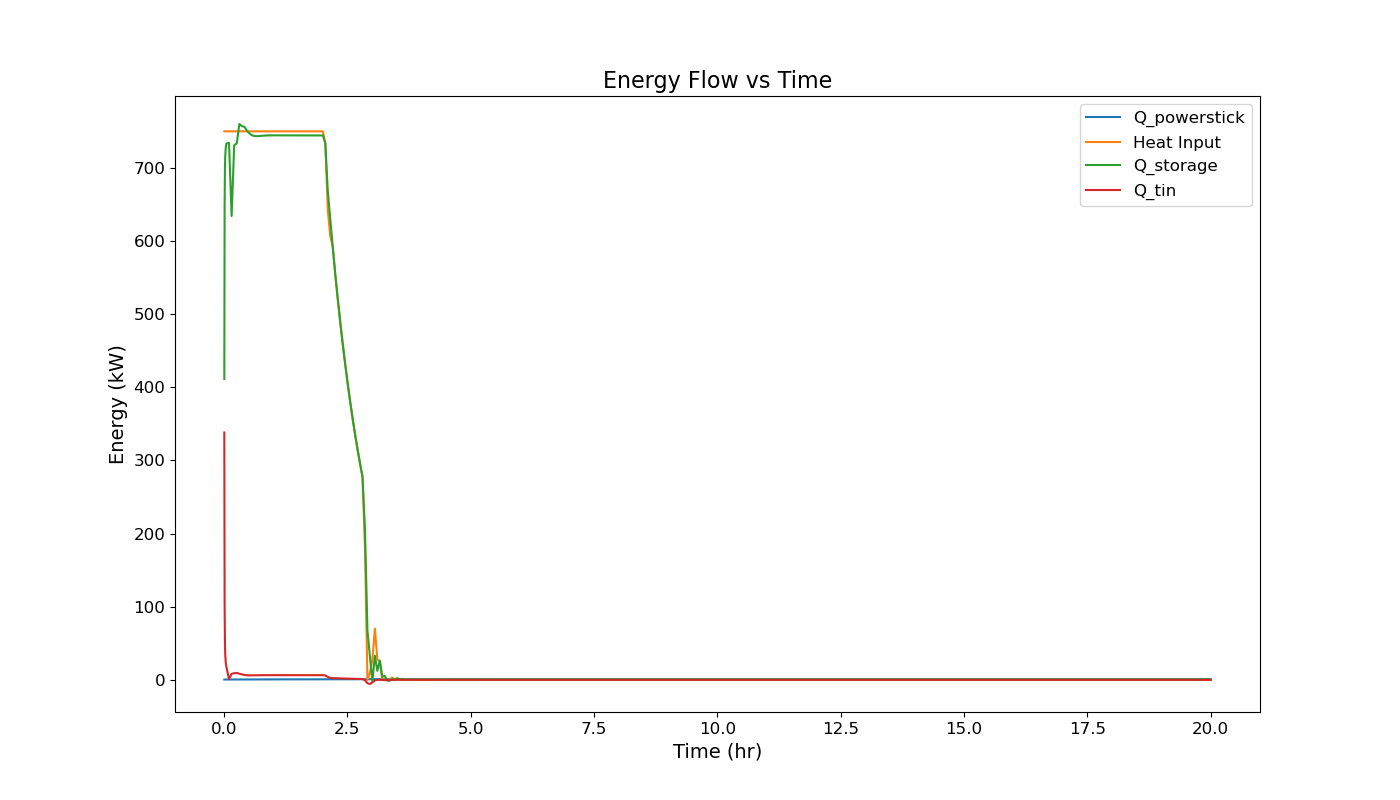 Energy Flow vs Time
Q_powerstick
Heat Input
Q_storage
Q_tin
Energy (kW)
700
600
500
400
300
200
100
0
0.0 2.5 5.0 7.5 10.0 12.5 15.0 17.5 20.0
Time (hr)